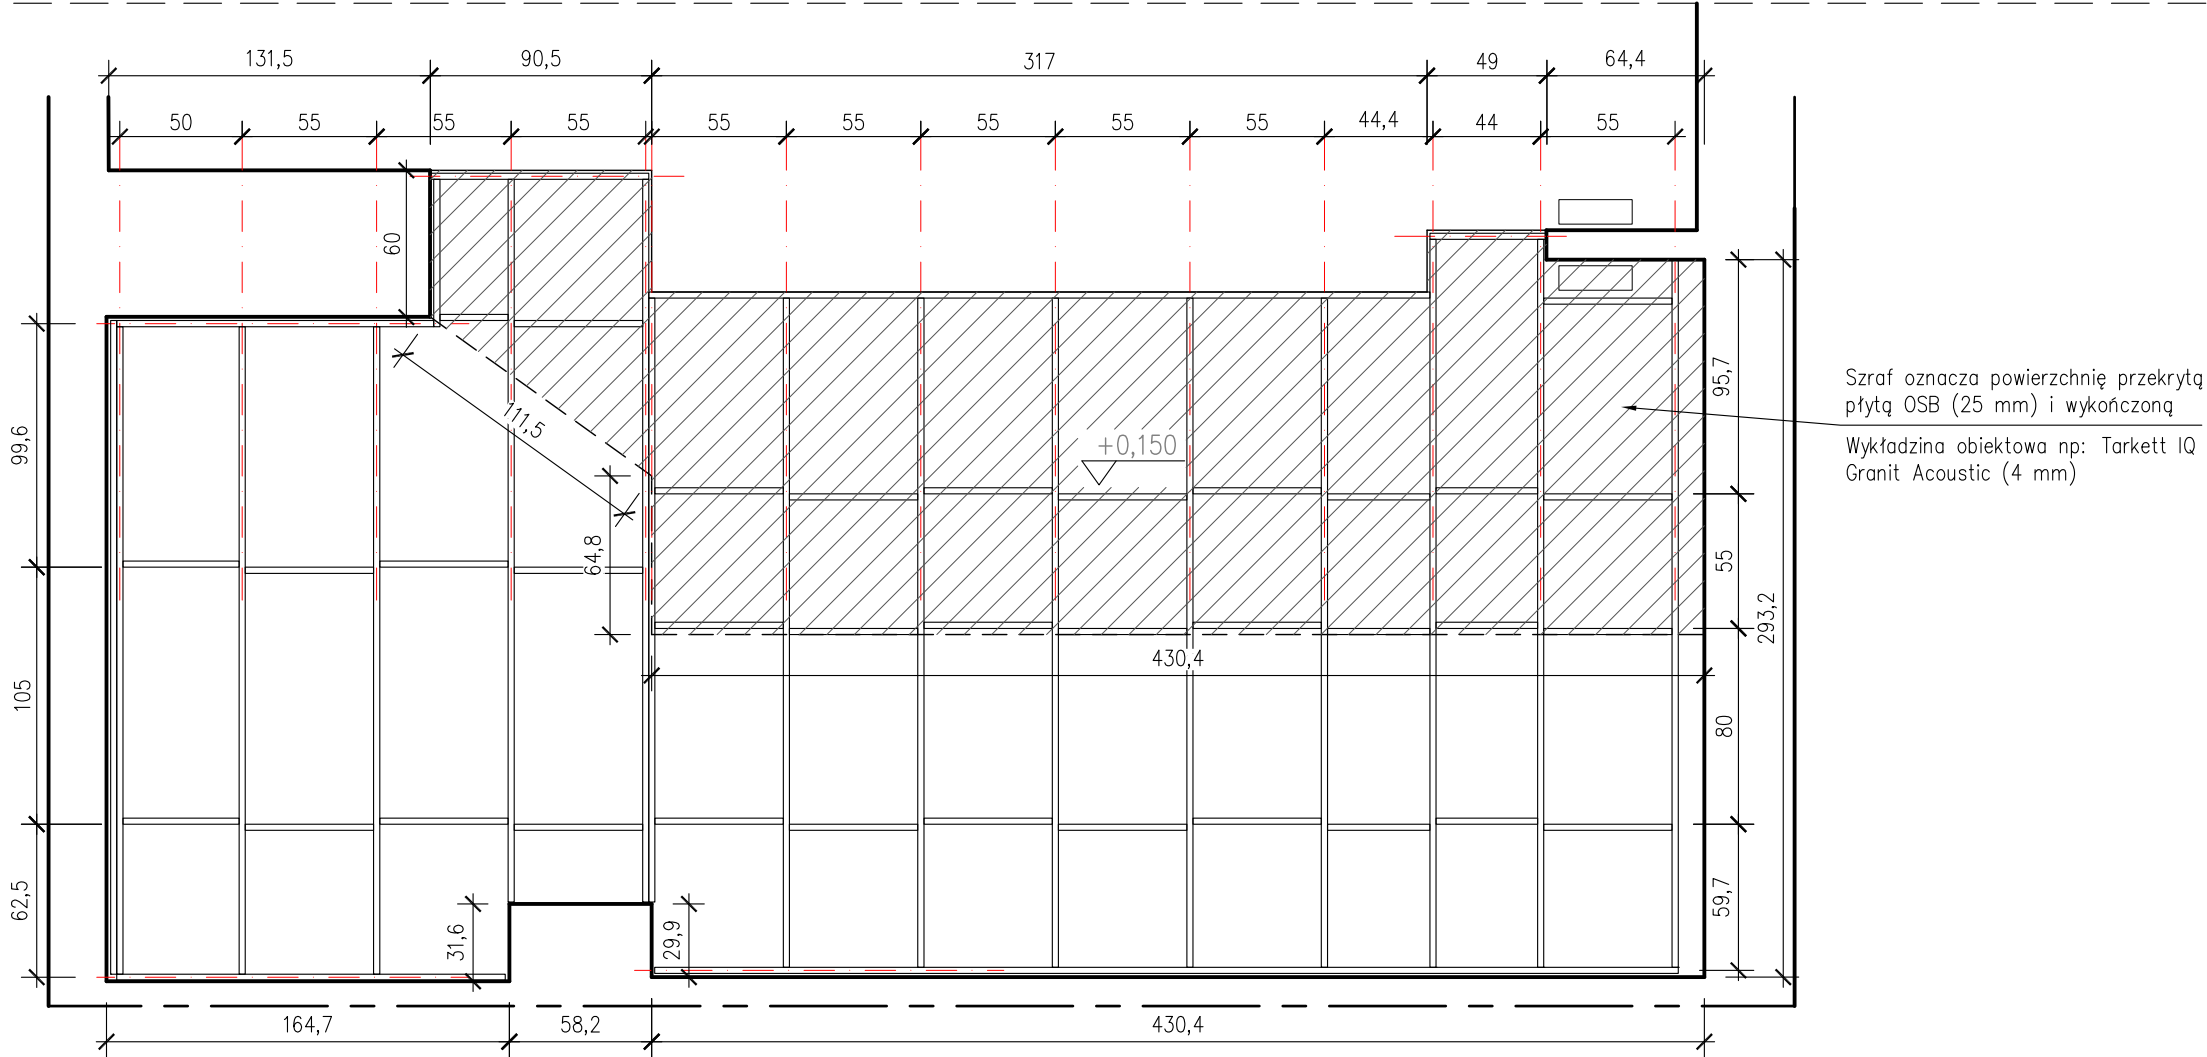 131,5 90,5 317 49 64,4
50 55 55 55 55 55 55 55 55 44,4 44 55
60
95,7
Szraf oznacza powierzchnię przekrytą
płytą OSB (25 mm) i wykończoną
Wykładzina obiektowa np: Tarkett IQ
Granit Acoustic (4 mm)
99,6
111,5
+0,150
64,8
55
293,2
430,4
105
80
62,5
59,7
31,6
29,9
164,7 58,2 430,4